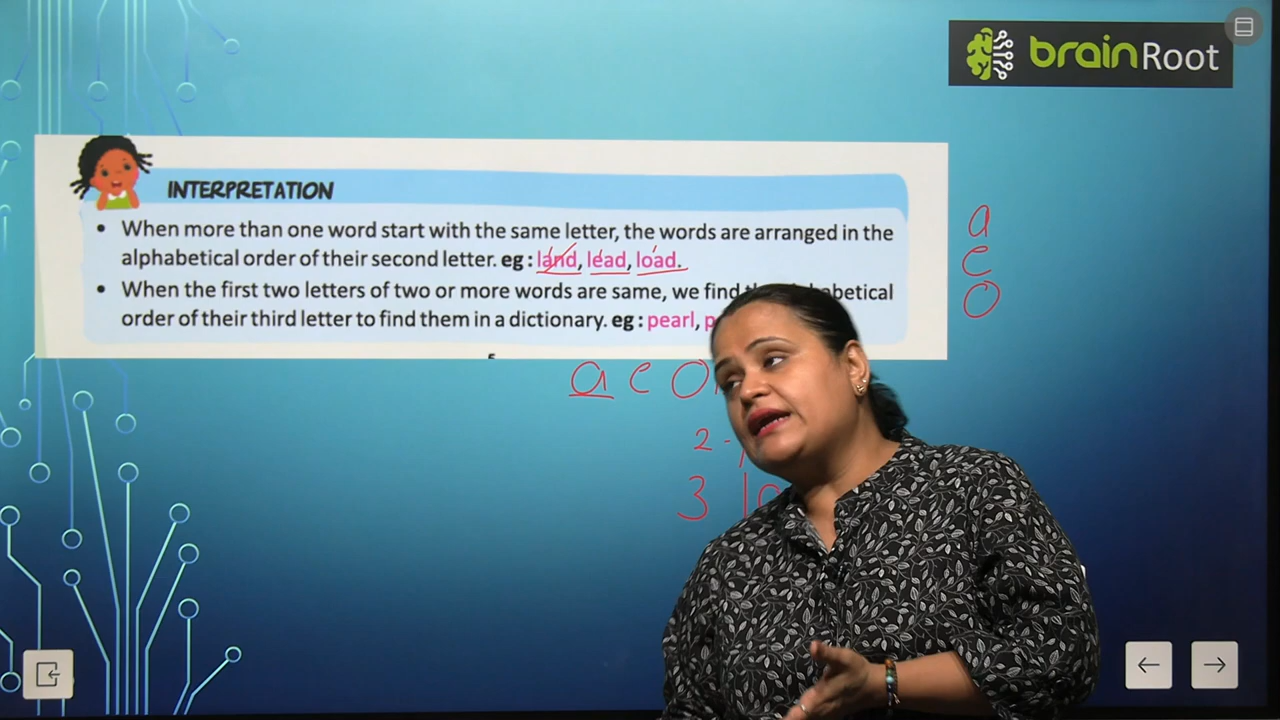 brainRoot
INTERPRETATION
• When more than one word start with the same letter, the words are arranged in the
alphabetical order of their second letter. eg : land, lead, load.
• When the first two letters of two or more words are same, we find
order of their third letter to find them in a dictionary. eg : pearl,
a
e
o
a e o
2 -
3